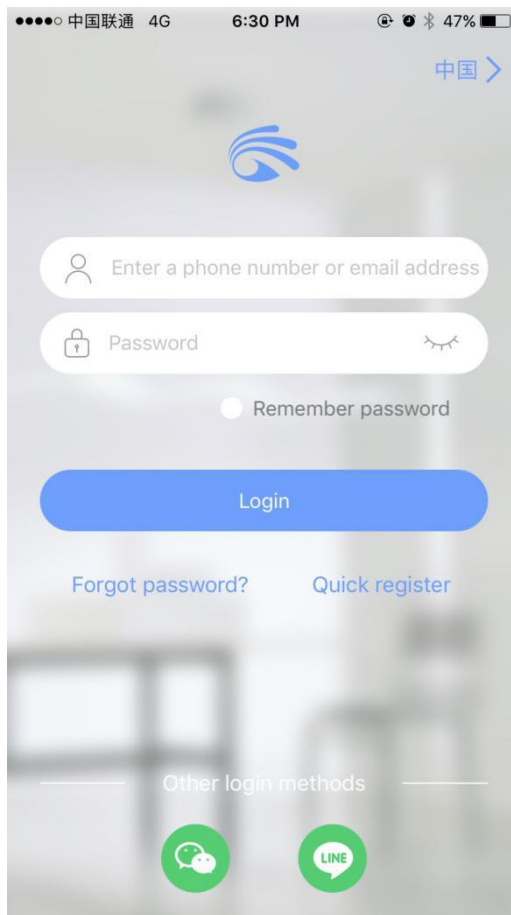 中国联通 4G 6:30 PM 47%
中国
Enter a phone number or email address
Password
Remember password
Login
Forgot password? Quick register
Other login methods
LINE